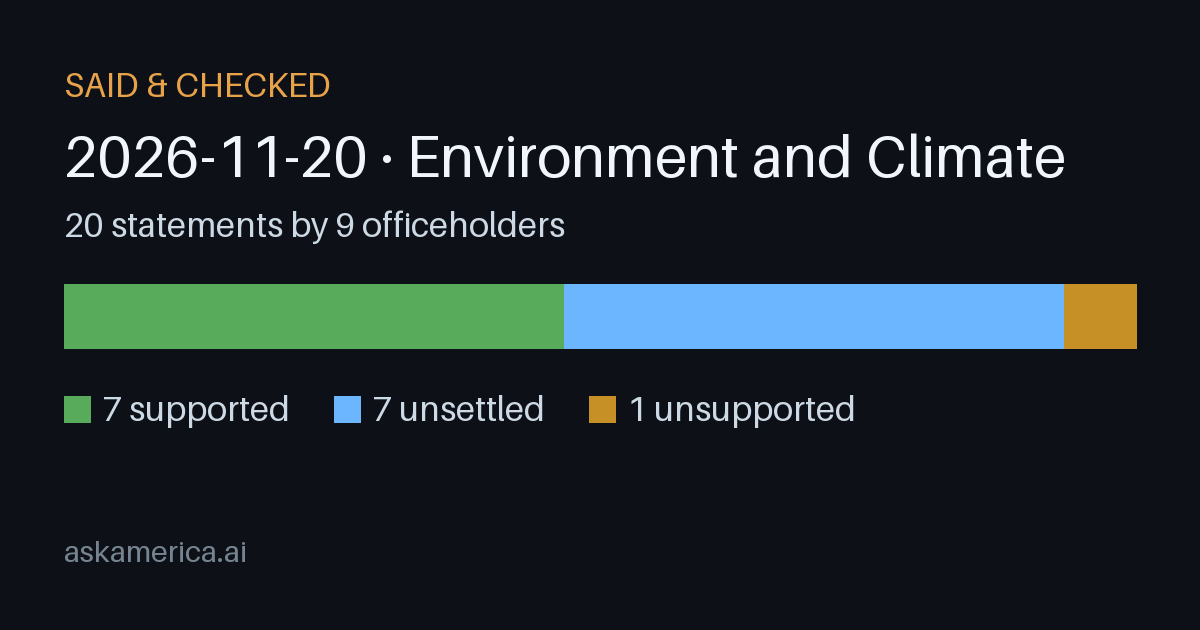 SAID & CHECKED
2026-11-20 · Environment and Climate
20 statements by 9 officeholders
7 supported 7 unsettled 1 unsupported
askamerica.ai